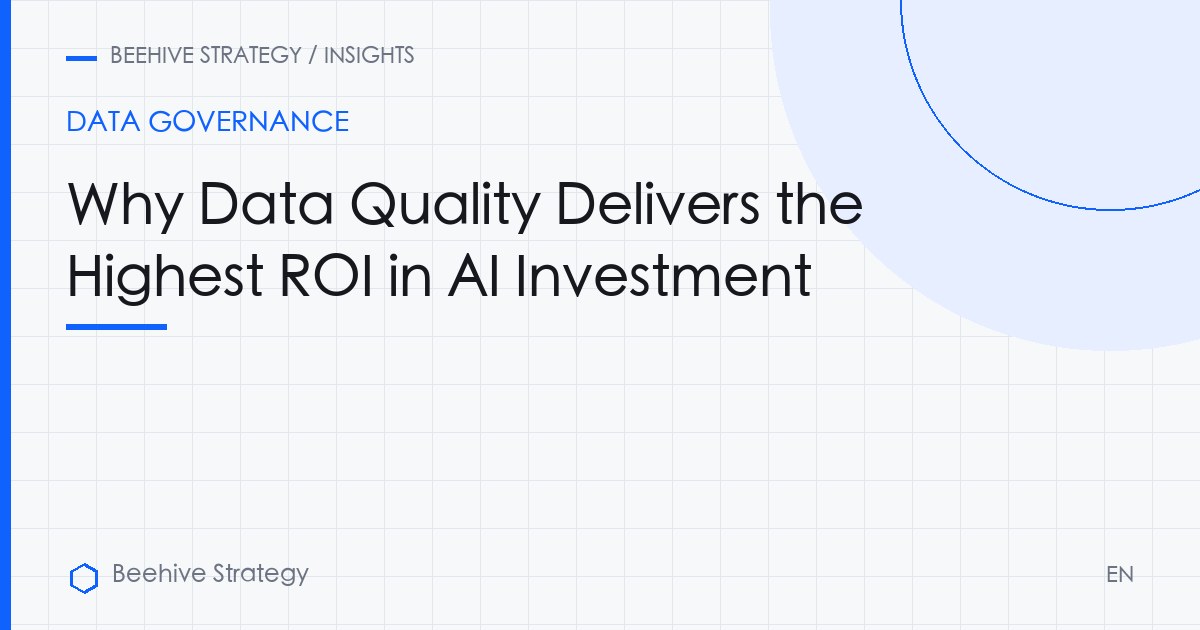 BEEHIVE STRATEGY / INSIGHTS
DATA GOVERNANCE
Why Data Quality Delivers the
Highest ROI in AI Investment
Beehive Strategy
EN